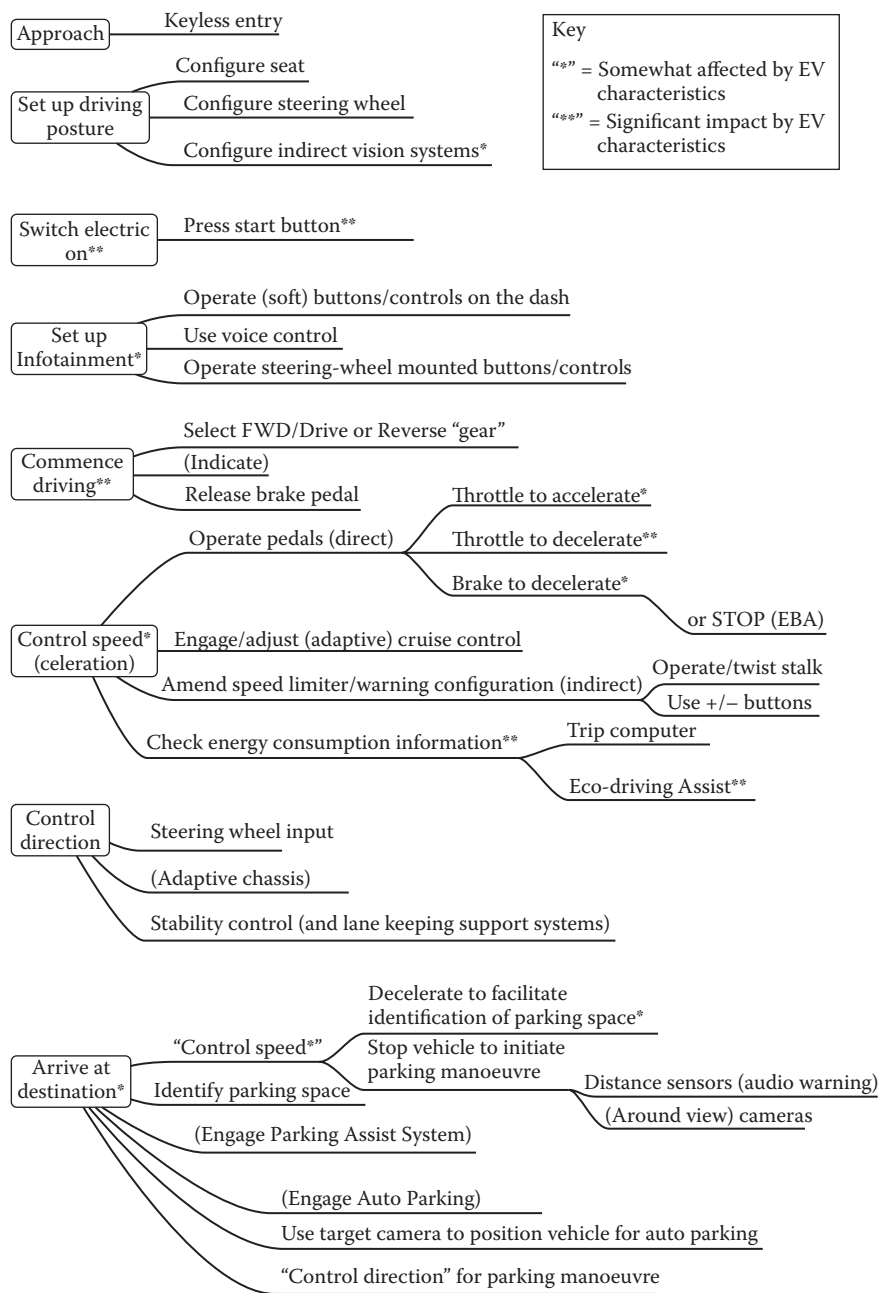 Approach
Keyless entry
Key
“*” = Somewhat affected by EV
characteristics
“**” = Significant impact by EV
characteristics
Set up driving
posture
Configure seat
Configure steering wheel
Configure indirect vision systems*
Switch electric
on**
Press start button**
Set up
Infotainment*
Operate (soft) buttons/controls on the dash
Use voice control
Operate steering-wheel mounted buttons/controls
Commence
driving**
Select FWD/Drive or Reverse “gear”
(Indicate)
Release brake pedal
Control speed*
(celeration)
Operate pedals (direct)
Throttle to accelerate*
Throttle to decelerate**
Brake to decelerate*
or STOP (EBA)
Engage/adjust (adaptive) cruise control
Amend speed limiter/warning configuration (indirect)
Operate/twist stalk
Use +/– buttons
Check energy consumption information**
Trip computer
Eco-driving Assist**
Control
direction
Steering wheel input
(Adaptive chassis)
Stability control (and lane keeping support systems)
Arrive at
destination*
“Control speed*”
Decelerate to facilitate
identification of parking space*
Stop vehicle to initiate
parking manoeuvre
Distance sensors (audio warning)
(Around view) cameras
Identify parking space
(Engage Parking Assist System)
(Engage Auto Parking)
Use target camera to position vehicle for auto parking
“Control direction” for parking manoeuvre